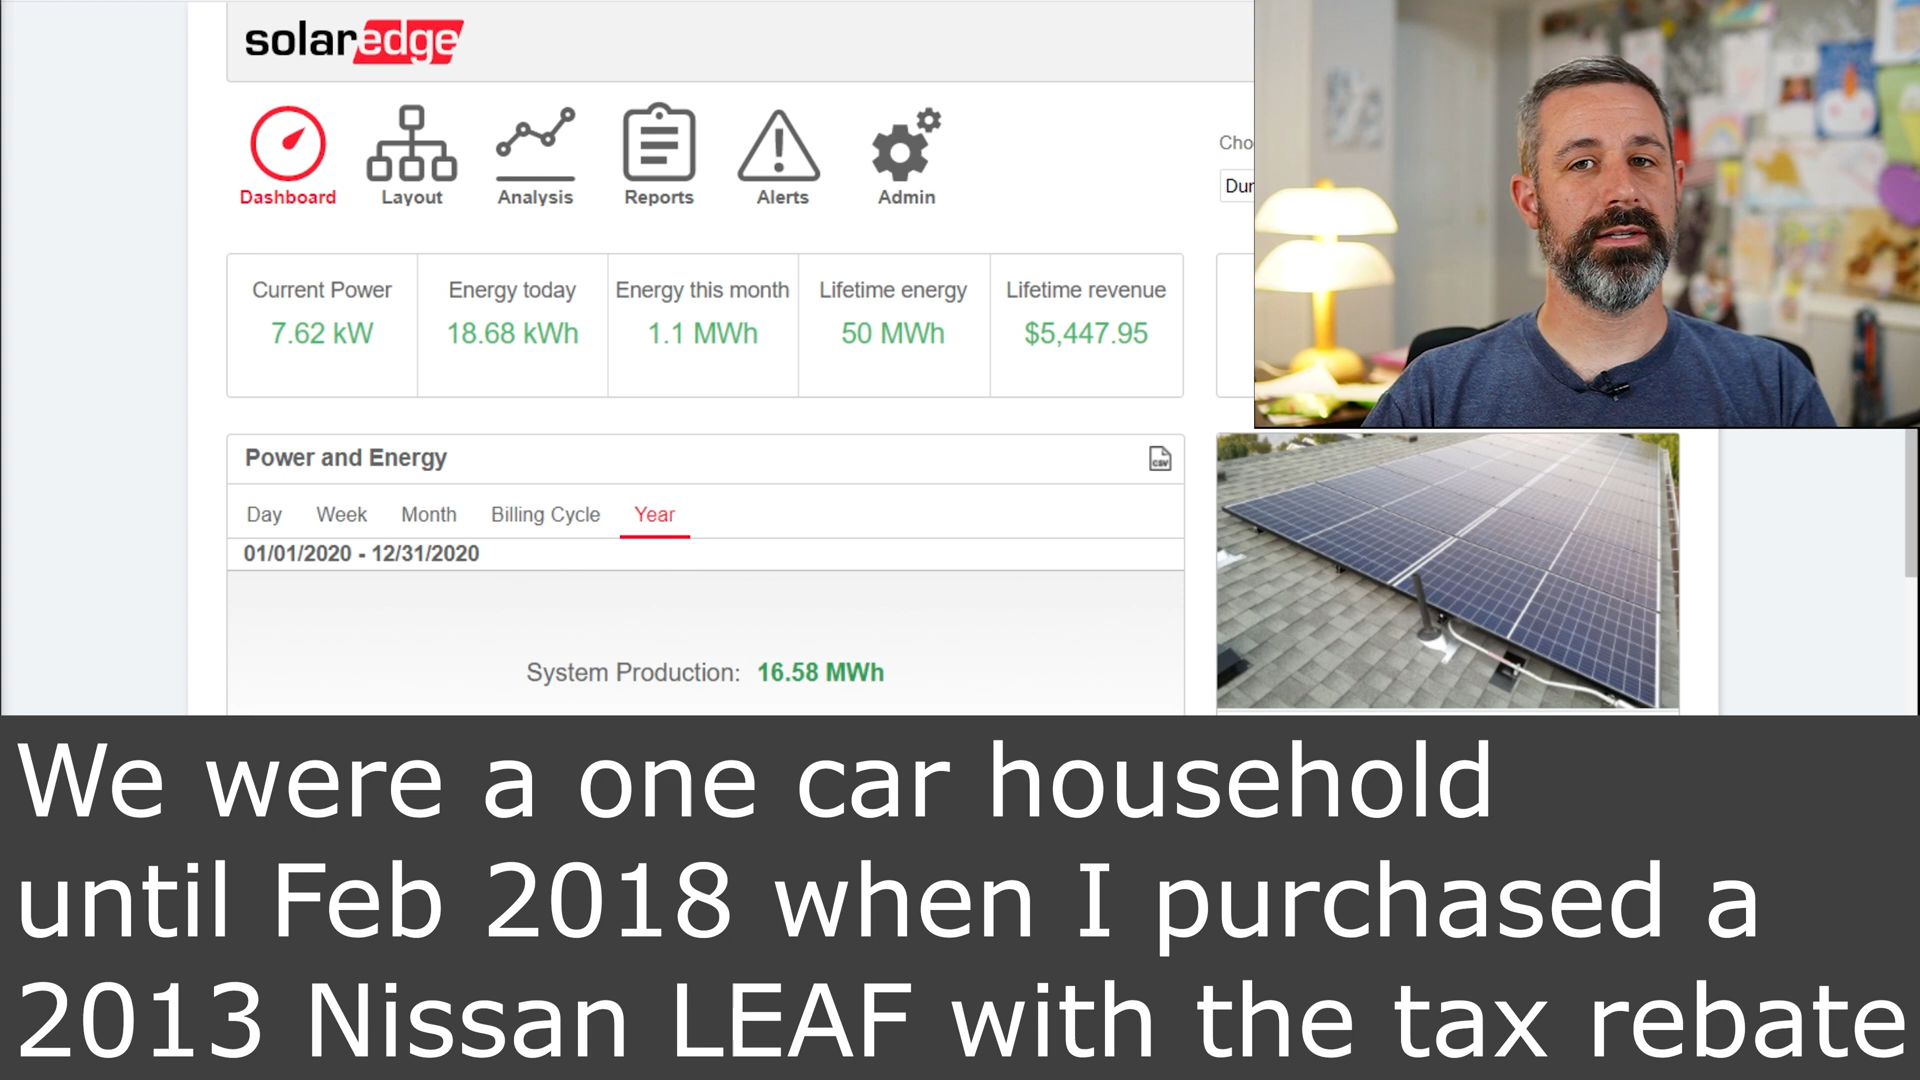 solaredge
Dashboard
Layout
Analysis
Reports
Alerts
Admin
Cho
Dur
Current Power
7.62 kW
Energy today
18.68 kWh
Energy this month
1.1 MWh
Lifetime energy
50 MWh
Lifetime revenue
$5,447.95
Power and Energy
CSV
Day Week Month Billing Cycle Year
01/01/2020 - 12/31/2020
System Production: 16.58 MWh
We were a one car household
until Feb 2018 when I purchased a
2013 Nissan LEAF with the tax rebate